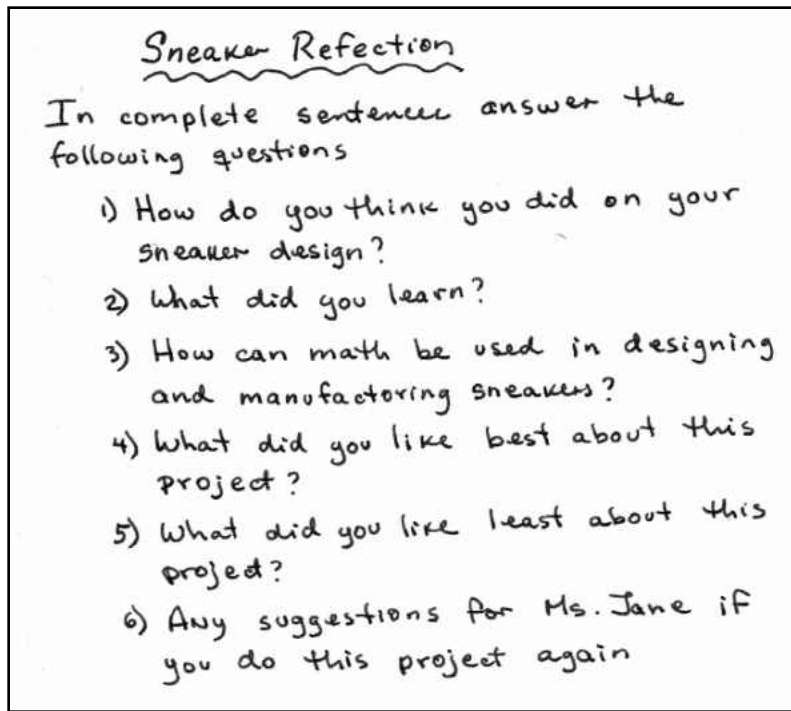 Sneaker Refection
In complete sentences answer the
following questions
1) How do you think you did on your
sneaker design?
2) What did you learn?
3) How can math be used in designing
and manufactoring sneakers?
4) What did you like best about this
project?
5) What did you like least about this
project?
6) Any suggestions for Ms. Jane if
you do this project again